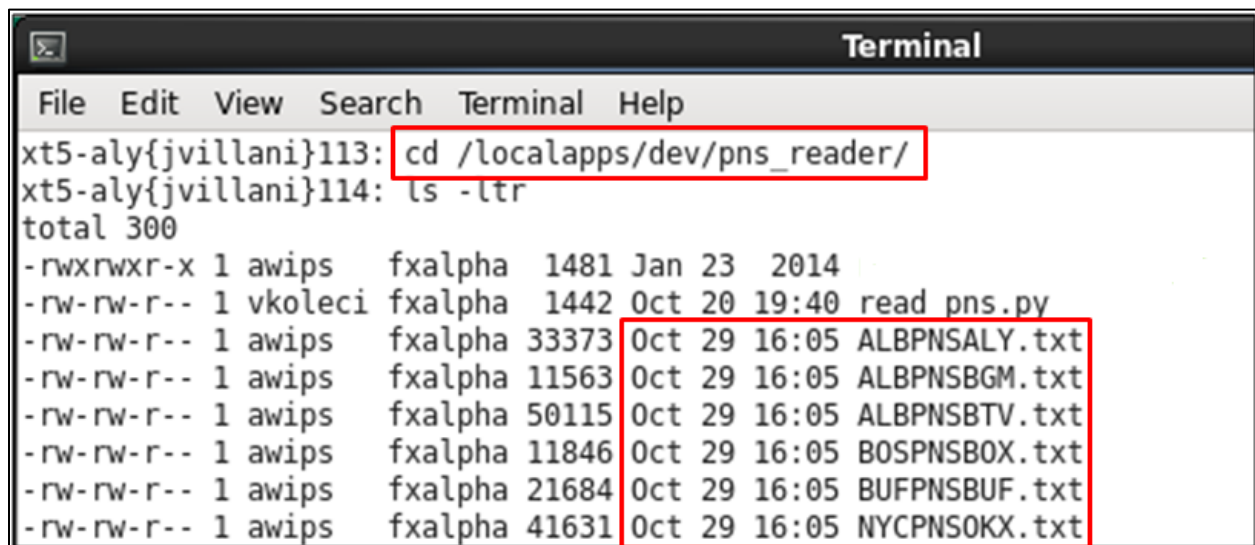 Terminal
File Edit View Search Terminal Help
xt5-aly{jvillani}113: cd /localapps/dev/pns_reader/
xt5-aly{jvillani}114: ls -ltr
total 300
-rwxrwxr-x 1 awips   fxalpha  1481 Jan 23  2014
-rw-rw-r-- 1 vkoleci fxalpha  1442 Oct 20 19:40 read_pns.py
-rw-rw-r-- 1 awips   fxalpha 33373 Oct 29 16:05 ALBPNSALY.txt
-rw-rw-r-- 1 awips   fxalpha 11563 Oct 29 16:05 ALBPNSBGM.txt
-rw-rw-r-- 1 awips   fxalpha 50115 Oct 29 16:05 ALBPNSBTV.txt
-rw-rw-r-- 1 awips   fxalpha 11846 Oct 29 16:05 BOSPNSBOX.txt
-rw-rw-r-- 1 awips   fxalpha 21684 Oct 29 16:05 BUFPNSBUF.txt
-rw-rw-r-- 1 awips   fxalpha 41631 Oct 29 16:05 NYCPNSOKX.txt